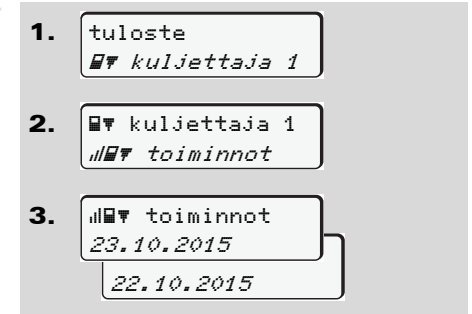 1. tuloste
kuljettaja 1
2. kuljettaja 1
toiminnot
3. toiminnot
23.10.2015
22.10.2015